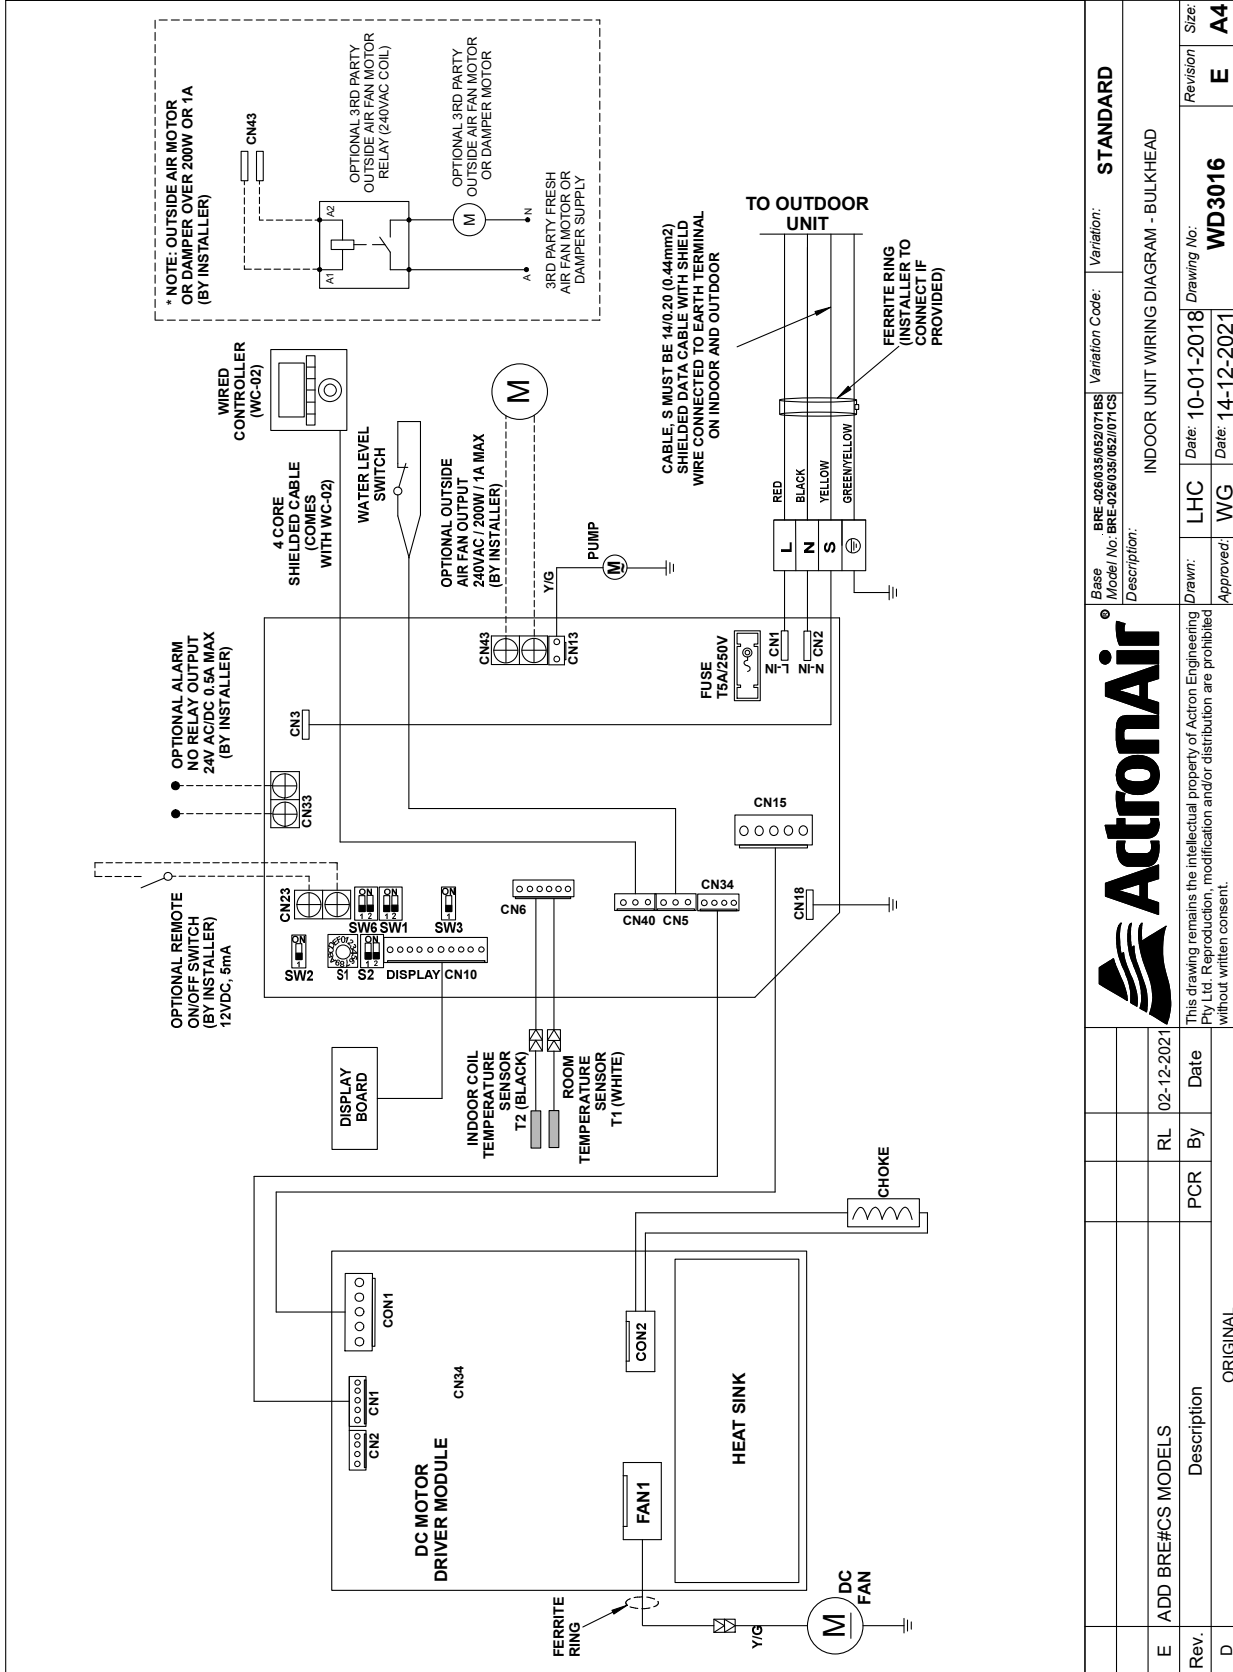 * NOTE: OUTSIDE AIR MOTOR
OR DAMPER OVER 200W OR 1A
(BY INSTALLER)
CN43
A1
A2
OPTIONAL 3RD PARTY
OUTSIDE AIR FAN MOTOR
RELAY (240VAC COIL)
OPTIONAL 3RD PARTY
OUTSIDE AIR FAN MOTOR
OR DAMPER MOTOR
M
A
N
3RD PARTY FRESH
AIR FAN MOTOR OR
DAMPER SUPPLY
WIRED
CONTROLLER
(WC-02)
4 CORE
SHIELDED CABLE
(COMES
WITH WC-02)
WATER LEVEL
SWITCH
OPTIONAL OUTSIDE
AIR FAN OUTPUT
240VAC / 200W / 1A MAX
(BY INSTALLER)
M
Y/G
PUMP
M
CABLE, S MUST BE 14/0.20 (0.44mm2)
SHIELDED DATA CABLE WITH SHIELD
WIRE CONNECTED TO EARTH TERMINAL
ON INDOOR AND OUTDOOR
TO OUTDOOR
UNIT
FERRITE RING
(INSTALLER TO
CONNECT IF
PROVIDED)
RED
BLACK
YELLOW
GREEN/YELLOW
L
N
S
OPTIONAL ALARM
NO RELAY OUTPUT
24V AC/DC 0.5A MAX
(BY INSTALLER)
OPTIONAL REMOTE
ON/OFF SWITCH
(BY INSTALLER)
12VDC, 5mA
CN33
CN3
CN43
CN13
FUSE
T5A/250V
L-IN
CN1
N-IN
CN2
CN23
ON
1
SW2
ON
1 2
SW6
ON
1 2
SW1
ON
1
SW3
S1
ON
1 2
S2
DISPLAY CN10
CN6
CN40
CN5
CN34
CN15
CN18
DISPLAY
BOARD
INDOOR COIL
TEMPERATURE
SENSOR
T2 (BLACK)
ROOM
TEMPERATURE
SENSOR
T1 (WHITE)
CHOKE
CON1
CN1
CN2
CN34
DC MOTOR
DRIVER MODULE
CON2
FAN1
HEAT SINK
FERRITE
RING
Y/G
M
DC
FAN
Rev.
Description
PCR
By
Date
E
ADD BRE#CS MODELS
RL
02-12-2021
D
ORIGINAL
ActronAir®
This drawing remains the intellectual property of Actron Engineering
Pty Ltd. Reproduction, modification and/or distribution are prohibited
without written consent.
Base
Model No:
BRE-026/035/052/071BS
BRE-026/035/052/071CS
Variation Code:
Variation:
STANDARD
Description:
INDOOR UNIT WIRING DIAGRAM - BULKHEAD
Drawn:
LHC
Date: 10-01-2018
Approved:
WG
Date: 14-12-2021
Drawing No:
WD3016
Revision
E
Size:
A4